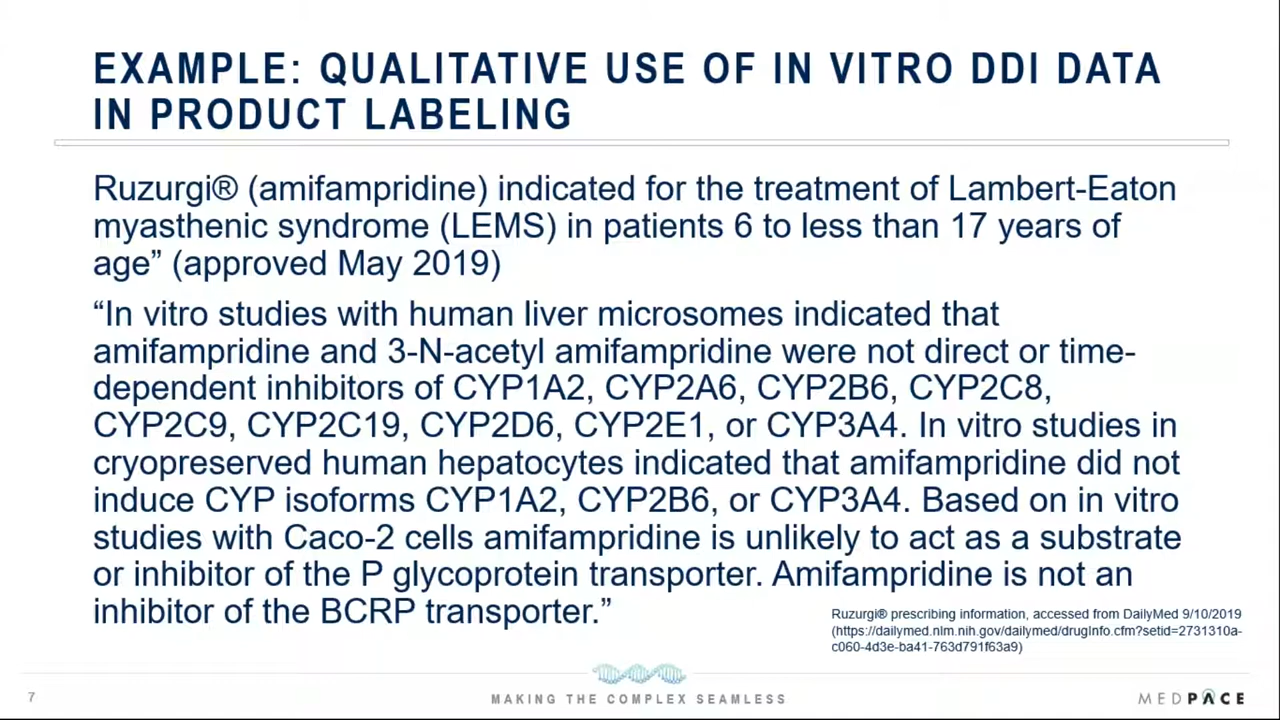 EXAMPLE: QUALITATIVE USE OF IN VITRO DDI DATA
IN PRODUCT LABELING
Ruzurgi® (amifampridine) indicated for the treatment of Lambert-Eaton
myasthenic syndrome (LEMS) in patients 6 to less than 17 years of
age” (approved May 2019)
“In vitro studies with human liver microsomes indicated that
amifampridine and 3-N-acetyl amifampridine were not direct or time-
dependent inhibitors of CYP1A2, CYP2A6, CYP2B6, CYP2C8,
CYP2C9, CYP2C19, CYP2D6, CYP2E1, or CYP3A4. In vitro studies in
cryopreserved human hepatocytes indicated that amifampridine did not
induce CYP isoforms CYP1A2, CYP2B6, or CYP3A4. Based on in vitro
studies with Caco-2 cells amifampridine is unlikely to act as a substrate
or inhibitor of the P glycoprotein transporter. Amifampridine is not an
inhibitor of the BCRP transporter.”
Ruzurgi® prescribing information, accessed from DailyMed 9/10/2019
(https://dailymed.nlm.nih.gov/dailymed/drugInfo.cfm?setid=2731310a-
c060-4d3e-ba41-763d791f63a9)
7
MAKING THE COMPLEX SEAMLESS
MEDPACE